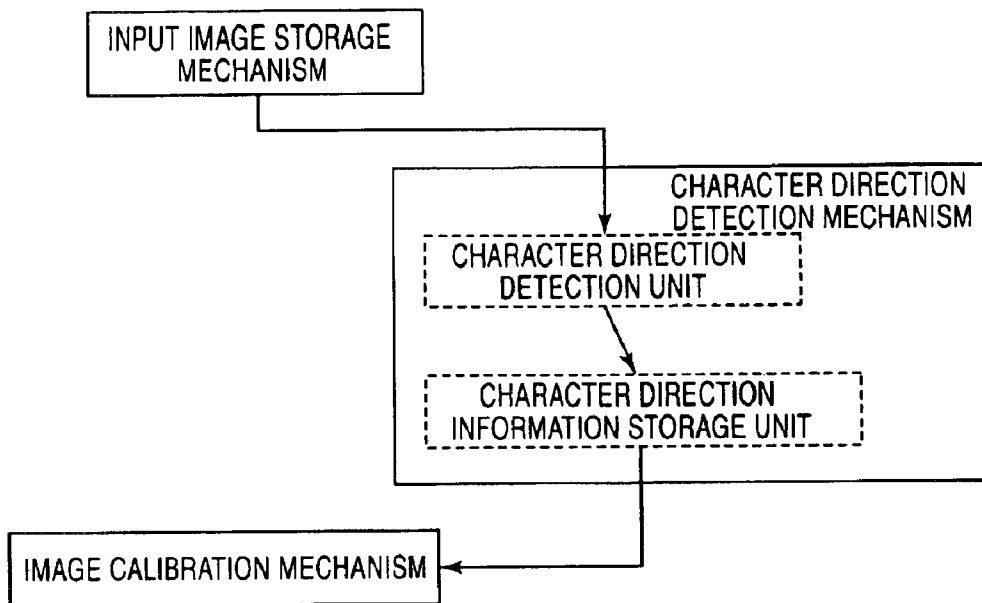 INPUT IMAGE STORAGE
MECHANISM
CHARACTER DIRECTION
DETECTION MECHANISM
CHARACTER DIRECTION
DETECTION UNIT
CHARACTER DIRECTION
INFORMATION STORAGE UNIT
IMAGE CALIBRATION MECHANISM